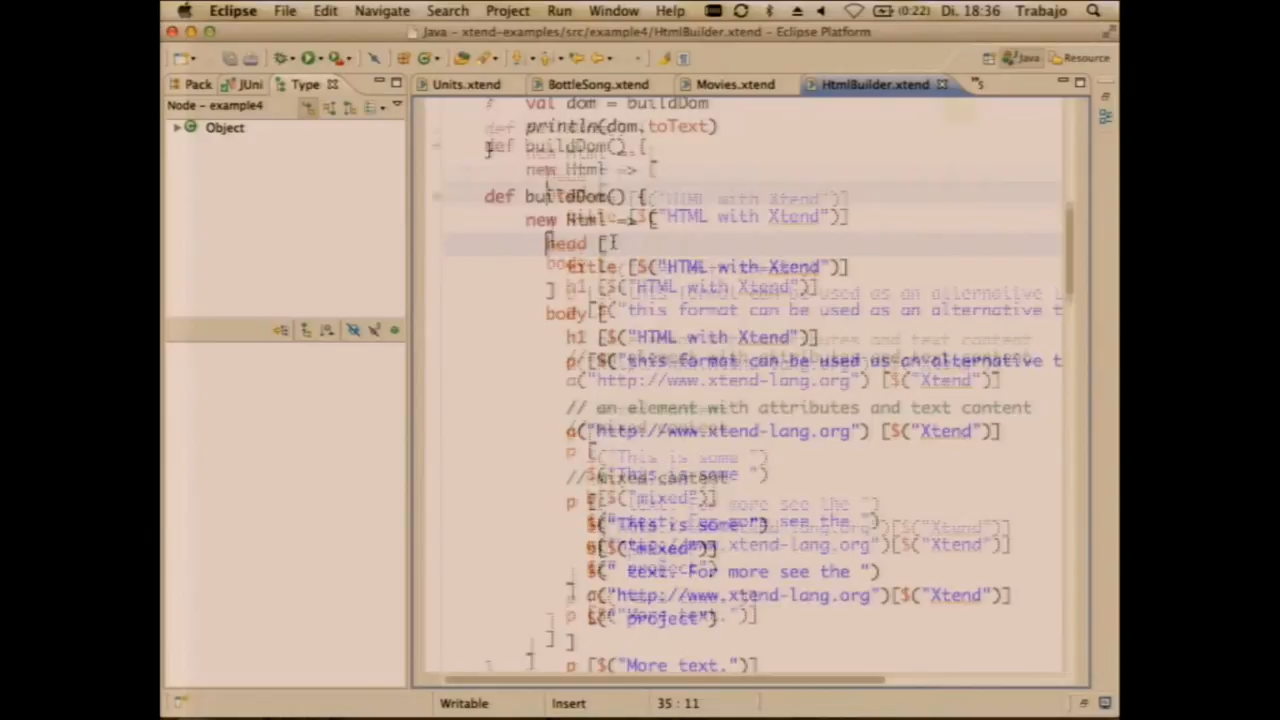 Eclipse File Edit Navigate Search Project Run Window Help (0:22) Di. 18:36 Trabajo
Java - xtend-examples/src/example4/HtmlBuilder.xtend - Eclipse Platform
Java Resource
Pack JUni Type Units.xtend BottleSong.xtend Movies.xtend HtmlBuilder.xtend
Node - example4
Object
val dom = buildDom
println(dom.toText)
def buildDom() {
new Html => [
head [
title [$("HTML with Xtend")]
]
body [
h1 [$("HTML with Xtend")]
p [$("this format can be used as an alternative t
// an element with attributes and text content
a("http://www.xtend-lang.org") [$("Xtend")]
// mixed content
p [
$("This is some ")
b[$("mixed")]
$(" text. For more see the ")
a("http://www.xtend-lang.org")[$("Xtend")]
$(" project")
]
p [$("More text.")]
Writable Insert 35 : 11